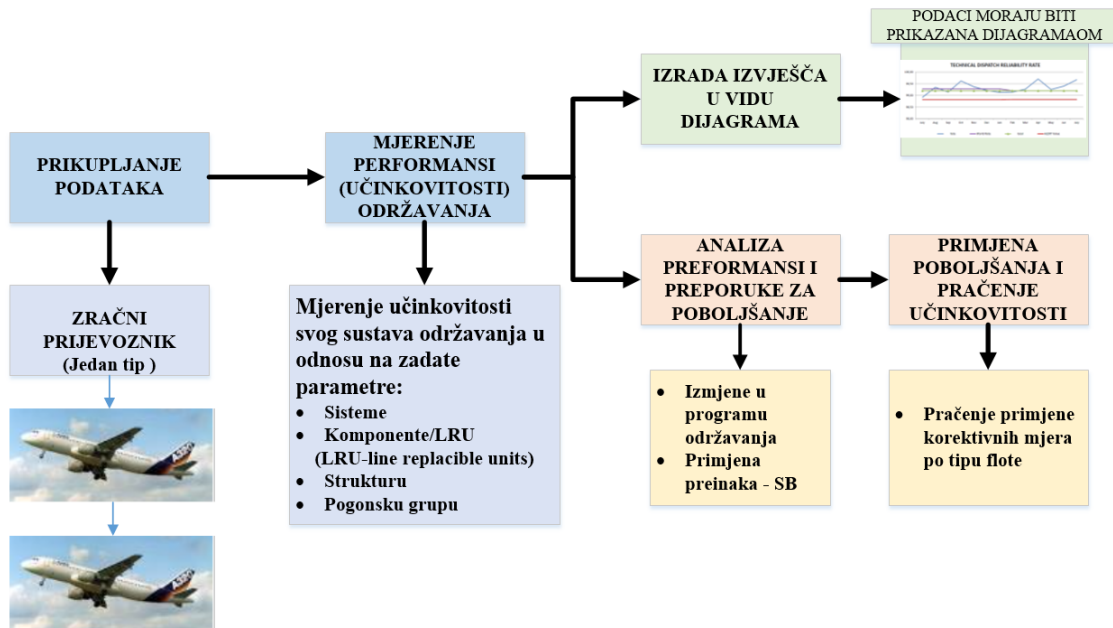 PODACI MORAJU BITI
PRIKAZANA DIJAGRAMAOM
TECHNICAL DISPATCH RELIABILITY RATE
IZRADA IZVJEŠČA
U VIDU
DIJAGRAMA
PRIKUPLJANJE
PODATAKA
MJERENJE
PERFORMANSI
(UČINKOVITOSTI)
ODRŽAVANJA
ANALIZA
PREFORMANSI I
PREPORUKE ZA
POBOLJŠANJE
PRIMJENA
POBOLJŠANJA I
PRAČENJE
UČINKOVITOSTI
ZRAČNI
PRIJEVOZNIK
(Jedan tip )
Mjerenje učinkovitosti
svog sustava održavanja u
odnosu na zadate
parametre:
• Sisteme
• Komponente/LRU
(LRU-line replacible units)
• Strukturu
• Pogonsku grupu
• Izmjene u
programu
održavanja
• Primjena
preinaka - SB
• Pračenje primjene
korektivnih mjera
po tipu flote